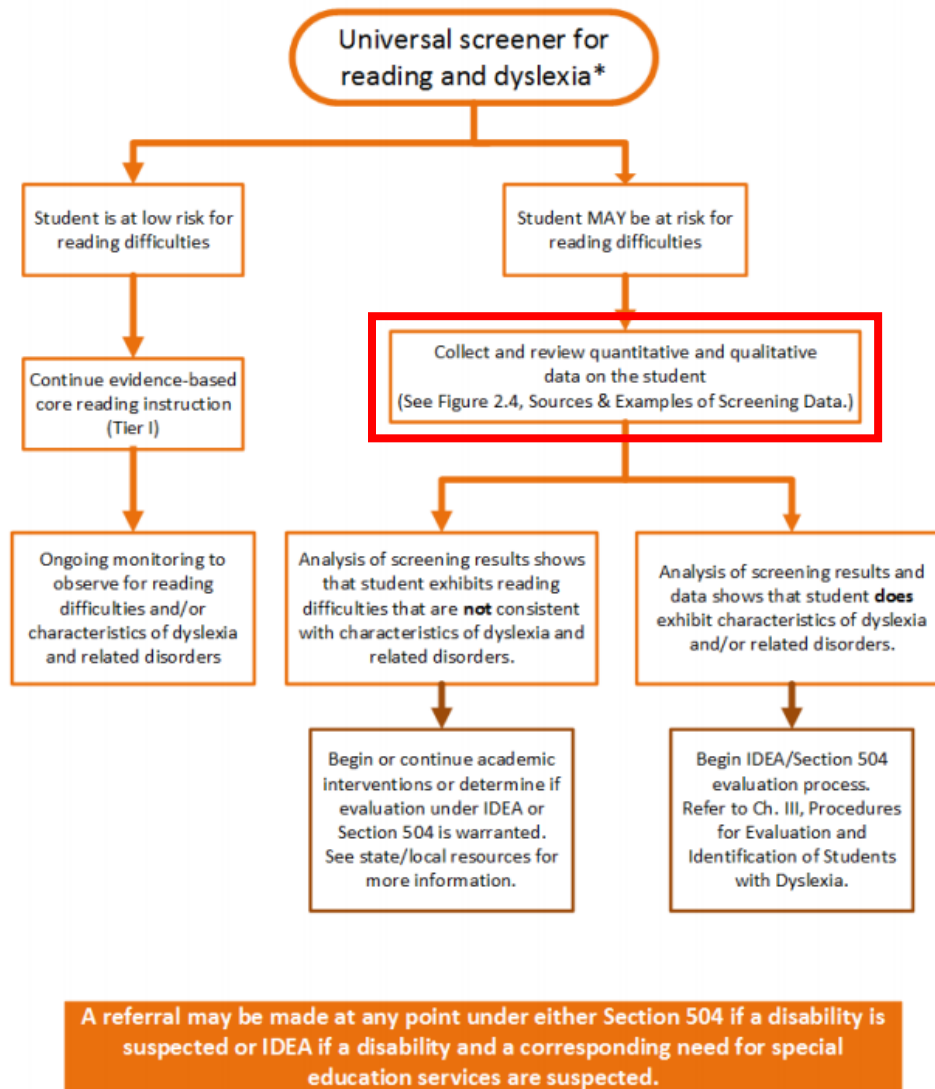 Universal screener for
reading and dyslexia*
Student is at low risk for
reading difficulties
Student MAY be at risk for
reading difficulties
Continue evidence-based
core reading instruction
(Tier I)
Collect and review quantitative and qualitative
data on the student
(See Figure 2.4, Sources & Examples of Screening Data.)
Ongoing monitoring to
observe for reading
difficulties and/or
characteristics of dyslexia
and related disorders
Analysis of screening results shows
that student exhibits reading
difficulties that are not consistent
with characteristics of dyslexia and
related disorders.
Analysis of screening results and
data shows that student does
exhibit characteristics of dyslexia
and/or related disorders.
Begin or continue academic
interventions or determine if
evaluation under IDEA or
Section 504 is warranted.
See state/local resources for
more information.
Begin IDEA/Section 504
evaluation process.
Refer to Ch. III, Procedures
for Evaluation and
Identification of Students
with Dyslexia.
A referral may be made at any point under either Section 504 if a disability is
suspected or IDEA if a disability and a corresponding need for special
education services are suspected.